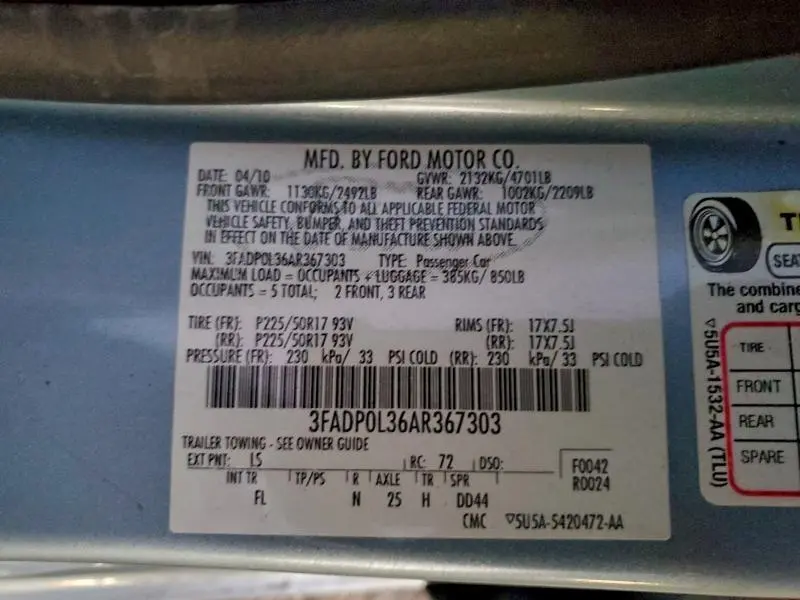 MFD. BY FORD MOTOR CO.
DATE: 04/10 GVWR: 2132KG/4701LB
FRONT GAWR: 1130KG/2492LB REAR GAWR: 1002KG/2209LB
THIS VEHICLE CONFORMS TO ALL APPLICABLE FEDERAL MOTOR
VEHICLE SAFETY, BUMPER, AND THEFT PREVENTION STANDARDS
IN EFFECT ON THE DATE OF MANUFACTURE SHOWN ABOVE.
VIN: 3FADP0L36AR367303 TYPE: Passenger Car
MAXIMUM LOAD = OCCUPANTS + LUGGAGE = 385KG/ 850LB
OCCUPANTS = 5 TOTAL; 2 FRONT, 3 REAR
TIRE (FR): P225/50R17 93V RIMS (FR): 17X7.5J
(RR): P225/50R17 93V (RR): 17X7.5J
PRESSURE (FR): 230 kPa/ 33 PSI COLD (RR): 230 kPa/ 33 PSI COLD
3FADP0L36AR367303
TRAILER TOWING - SEE OWNER GUIDE
EXT PNT: LS RC: 72 DSO: F0042
R0024
INT TR TP/PS R AXLE TR SPR
FL N 25 H DD44
CMC ▽5U5A-5420472-AA
SEAT
The combine
and carg
TIRE
FRONT
REAR
SPARE
▽5U5A-1532-AA (TLU)